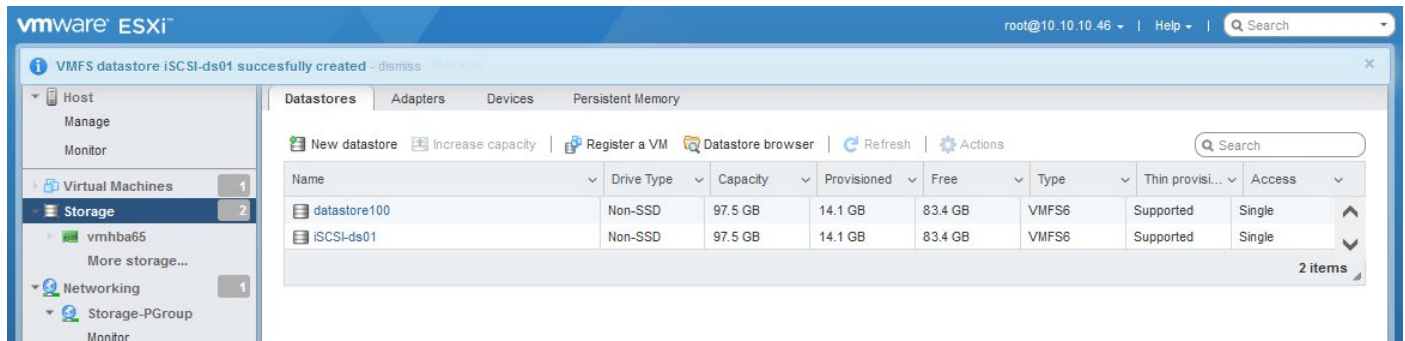 vmware ESXi™
root@10.10.10.46 | Help | Search
VMFS datastore iSCSI-ds01 succesfully created - dismiss
Host
Manage
Monitor
Virtual Machines 1
Storage 2
vmhba65
More storage...
Networking 1
Storage-PGroup
Monitor
Datastores Adapters Devices Persistent Memory
New datastore Increase capacity | Register a VM Datastore browser | Refresh | Actions
Search
Name Drive Type Capacity Provisioned Free Type Thin provisi... Access
datastore100 Non-SSD 97.5 GB 14.1 GB 83.4 GB VMFS6 Supported Single
iSCSI-ds01 Non-SSD 97.5 GB 14.1 GB 83.4 GB VMFS6 Supported Single
2 items